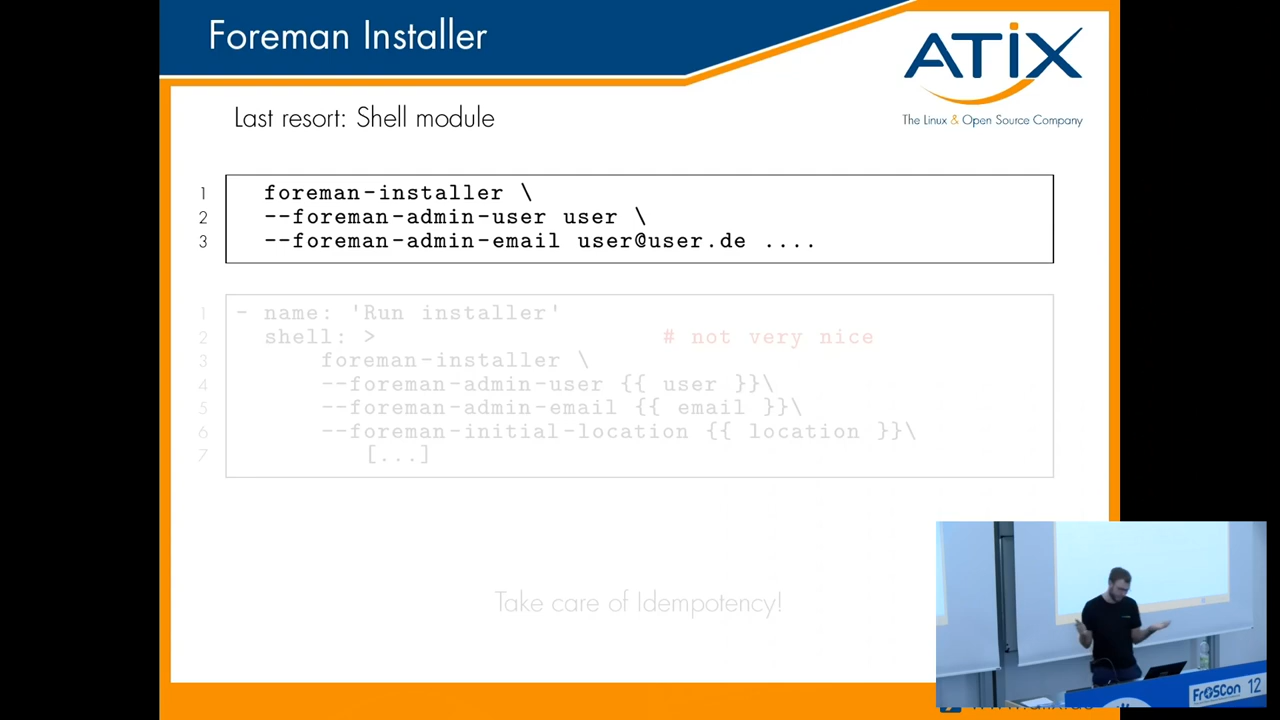 Foreman Installer
ATIX
The Linux & Open Source Company
Last resort: Shell module
1 foreman-installer \
2 --foreman-admin-user user \
3 --foreman-admin-email user@user.de ....
1 - name: 'Run installer'
2 shell: > # not very nice
3 foreman-installer \
4 --foreman-admin-user {{ user }}\
5 --foreman-admin-email {{ email }}\
6 --foreman-initial-location {{ location }}\
7 [...]
Take care of Idempotency!
FrOSCon 12